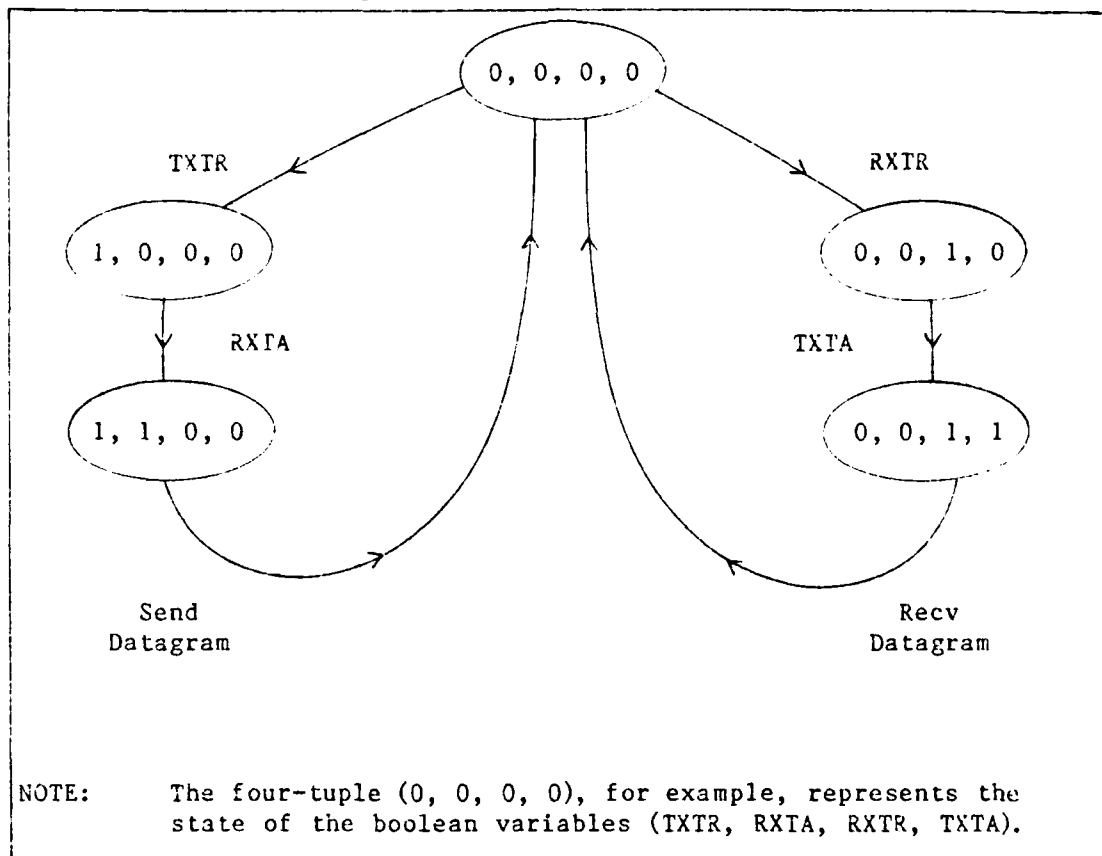 0, 0, 0, 0
TXTR
RXTR
1, 0, 0, 0
0, 0, 1, 0
RXTA
TXTA
1, 1, 0, 0
0, 0, 1, 1
Send
Datagram
Recv
Datagram
NOTE: The four-tuple (0, 0, 0, 0), for example, represents the
state of the boolean variables (TXTR, RXTA, RXTR, TXTA).